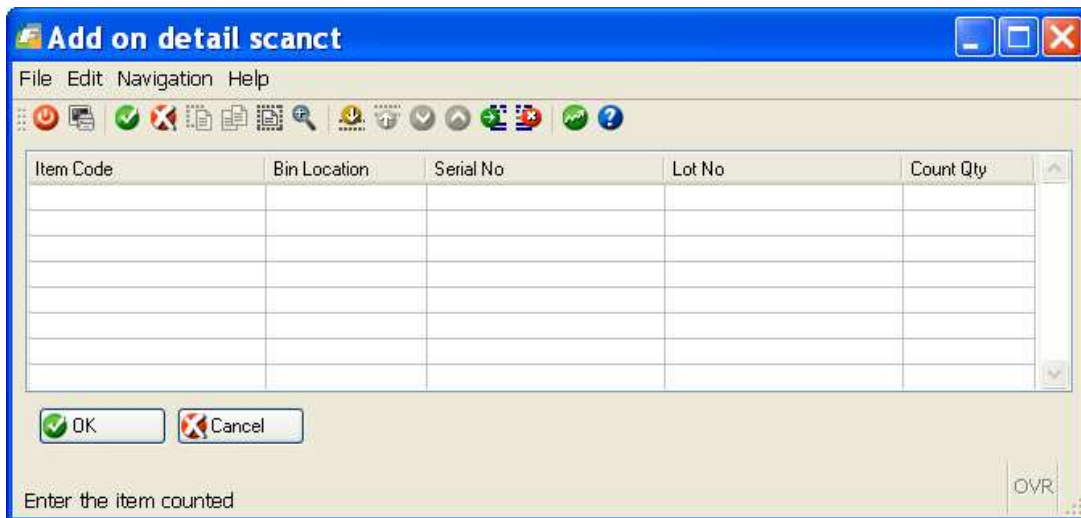 Add on detail scanct
File Edit Navigation Help
Item Code Bin Location Serial No Lot No Count Qty
OK Cancel
Enter the item counted OVR